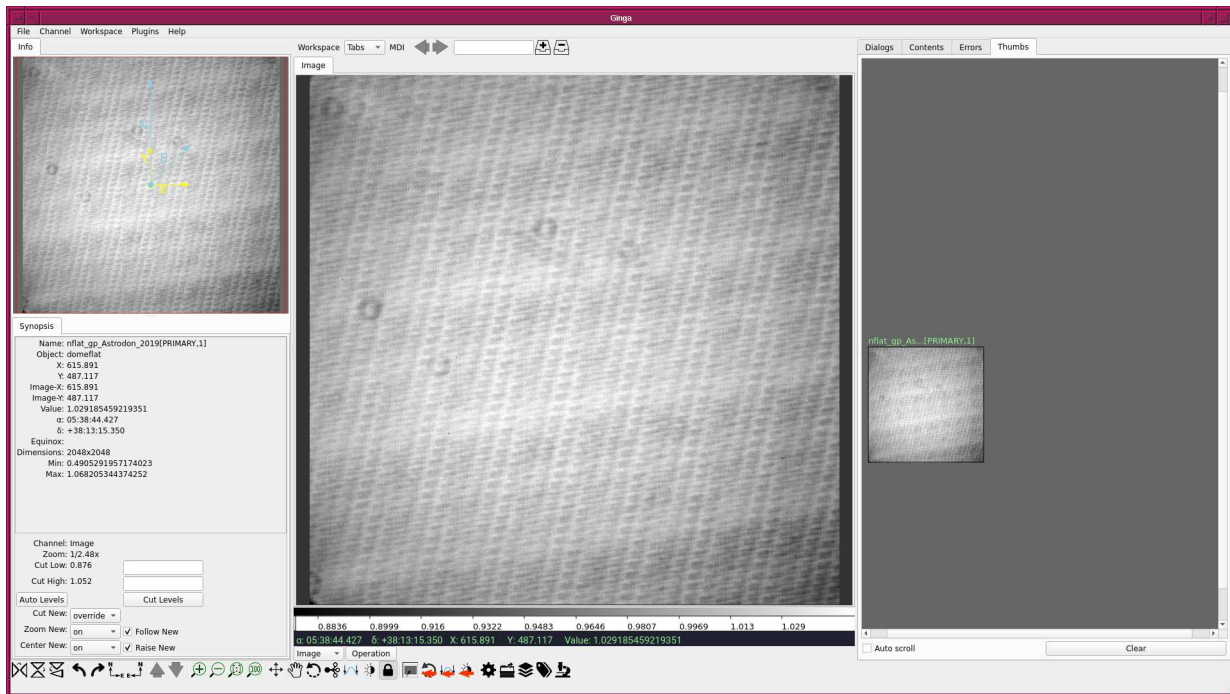 Ginga
File Channel Workspace Plugins Help
Info
Workspace Tabs MDI
Image
Dialogs Contents Errors Thumbs
N
E
Y
X
Synopsis
Name: nflat_gp_Astrodon_2019[PRIMARY,1]
Object: domeflat
X: 615.891
Y: 487.117
Image-X: 615.891
Image-Y: 487.117
Value: 1.029185459219351
α: 05:38:44.427
δ: +38:13:15.350
Equinox:
Dimensions: 2048x2048
Min: 0.4905291957174023
Max: 1.068205344374252
nflat_gp_As...[PRIMARY,1]
Channel: Image
Zoom: 1/2.48x
Cut Low: 0.876
Cut High: 1.052
Auto Levels Cut Levels
Cut New: override
Zoom New: on Follow New
Center New: on Raise New
0.8836 0.8999 0.916 0.9322 0.9483 0.9646 0.9807 0.9969 1.013 1.029
α: 05:38:44.427 δ: +38:13:15.350 X: 615.891 Y: 487.117 Value: 1.029185459219351
Image Operation
Auto scroll Clear